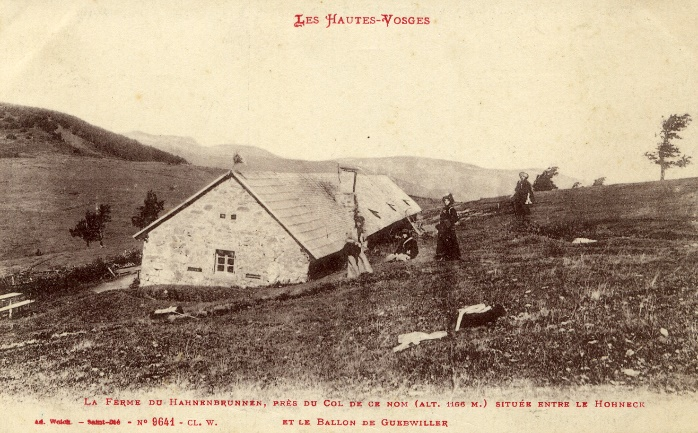 Les Hautes-Vosges
La Ferme du Hahnenbrunnen, près du Col de ce nom (alt. 1166 m.) située entre le Hohneck
Ad. Weick. - Saint-Dié - N° 9641 - CL. W. et le Ballon de Guebwiller